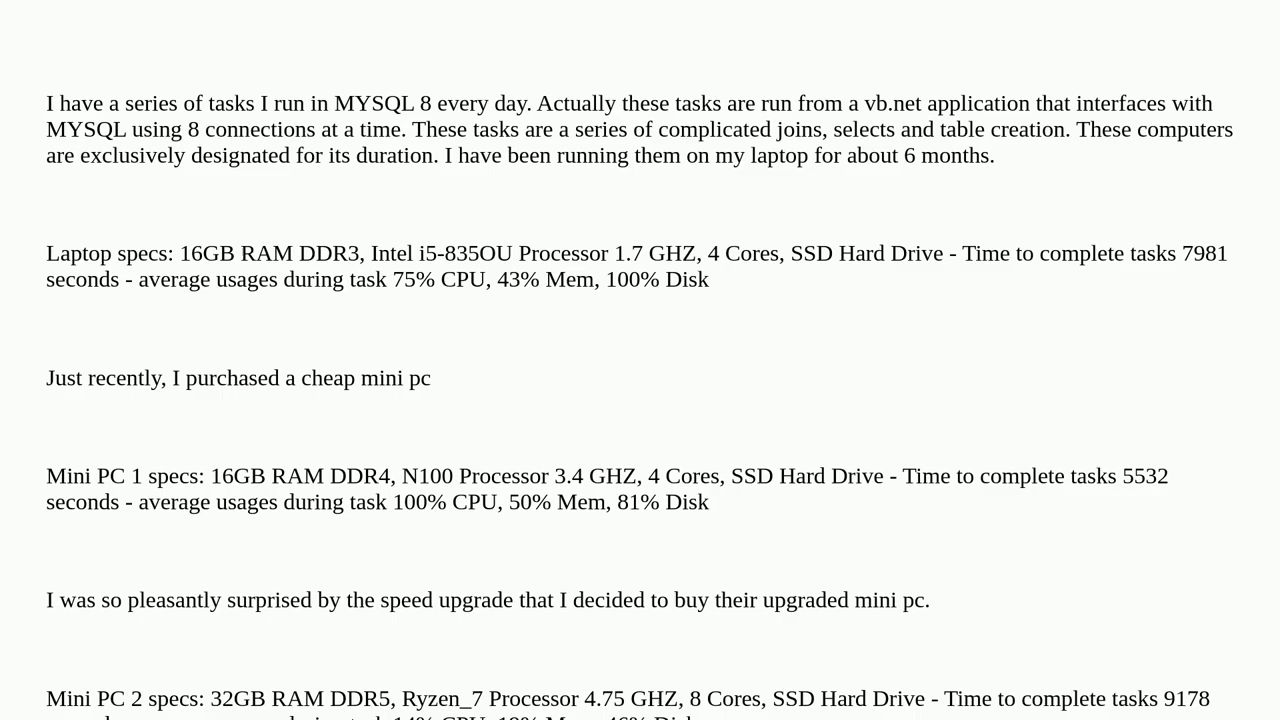 I have a series of tasks I run in MYSQL 8 every day. Actually these tasks are run from a vb.net application that interfaces with
MYSQL using 8 connections at a time. These tasks are a series of complicated joins, selects and table creation. These computers
are exclusively designated for its duration. I have been running them on my laptop for about 6 months.
Laptop specs: 16GB RAM DDR3, Intel i5-835OU Processor 1.7 GHZ, 4 Cores, SSD Hard Drive - Time to complete tasks 7981
seconds - average usages during task 75% CPU, 43% Mem, 100% Disk
Just recently, I purchased a cheap mini pc
Mini PC 1 specs: 16GB RAM DDR4, N100 Processor 3.4 GHZ, 4 Cores, SSD Hard Drive - Time to complete tasks 5532
seconds - average usages during task 100% CPU, 50% Mem, 81% Disk
I was so pleasantly surprised by the speed upgrade that I decided to buy their upgraded mini pc.
Mini PC 2 specs: 32GB RAM DDR5, Ryzen_7 Processor 4.75 GHZ, 8 Cores, SSD Hard Drive - Time to complete tasks 9178